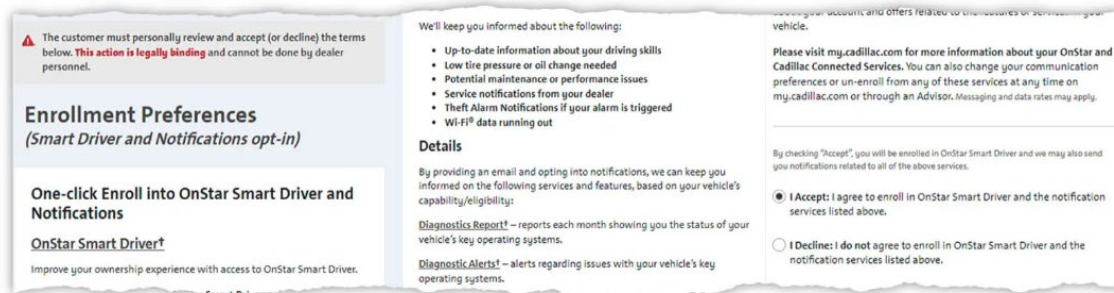 The customer must personally review and accept (or decline) the terms
below. This action is legally binding and cannot be done by dealer
personnel.
Enrollment Preferences
(Smart Driver and Notifications opt-in)
One-click Enroll into OnStar Smart Driver and
Notifications
OnStar Smart Driver†
Improve your ownership experience with access to OnStar Smart Driver.
We'll keep you informed about the following:
• Up-to-date information about your driving skills
• Low tire pressure or oil change needed
• Potential maintenance or performance issues
• Service notifications from your dealer
• Theft Alarm Notifications if your alarm is triggered
• Wi-Fi® data running out
Details
By providing an email and opting into notifications, we can keep you
informed on the following services and features, based on your vehicle's
capability/eligibility:
Diagnostics Report† – reports each month showing you the status of your
vehicle's key operating systems.
Diagnostic Alerts† – alerts regarding issues with your vehicle's key
operating systems.
your account and offers related to the features or services
vehicle.
Please visit my.cadillac.com for more information about your OnStar and
Cadillac Connected Services. You can also change your communication
preferences or un-enroll from any of these services at any time on
my.cadillac.com or through an Advisor. Messaging and data rates may apply.
By checking "Accept", you will be enrolled in OnStar Smart Driver and we may also send
you notifications related to all of the above services.
I Accept: I agree to enroll in OnStar Smart Driver and the notification
services listed above.
I Decline: I do not agree to enroll in OnStar Smart Driver and the
notification services listed above.